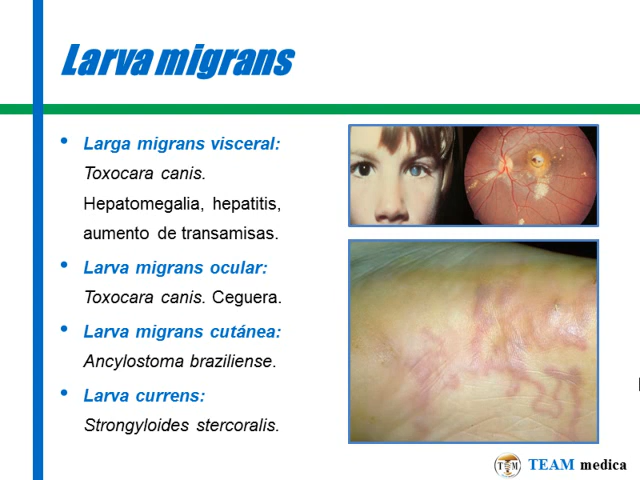 Larva migrans
• Larga migrans visceral:
Toxocara canis.
Hepatomegalia, hepatitis,
aumento de transamisas.
• Larva migrans ocular:
Toxocara canis. Ceguera.
• Larva migrans cutánea:
Ancylostoma braziliense.
• Larva currens:
Strongyloides stercoralis.
TSM TEAM medica